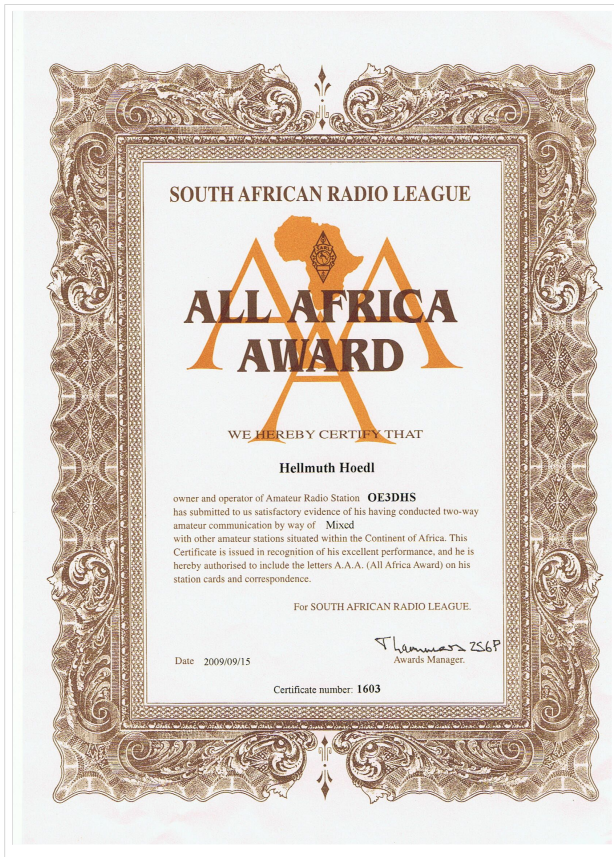 SOUTH AFRICAN RADIO LEAGUE
SARL
ALL AFRICA
AWARD
WE HEREBY CERTIFY THAT
Hellmuth Hoedl
owner and operator of Amateur Radio Station OE3DHS
has submitted to us satisfactory evidence of his having conducted two-way
amateur communication by way of Mixed
with other amateur stations situated within the Continent of Africa. This
Certificate is issued in recognition of his excellent performance, and he is
hereby authorised to include the letters A.A.A. (All Africa Award) on his
station cards and correspondence.
For SOUTH AFRICAN RADIO LEAGUE.
ZS6P
Date 2009/09/15
Awards Manager.
Certificate number: 1603